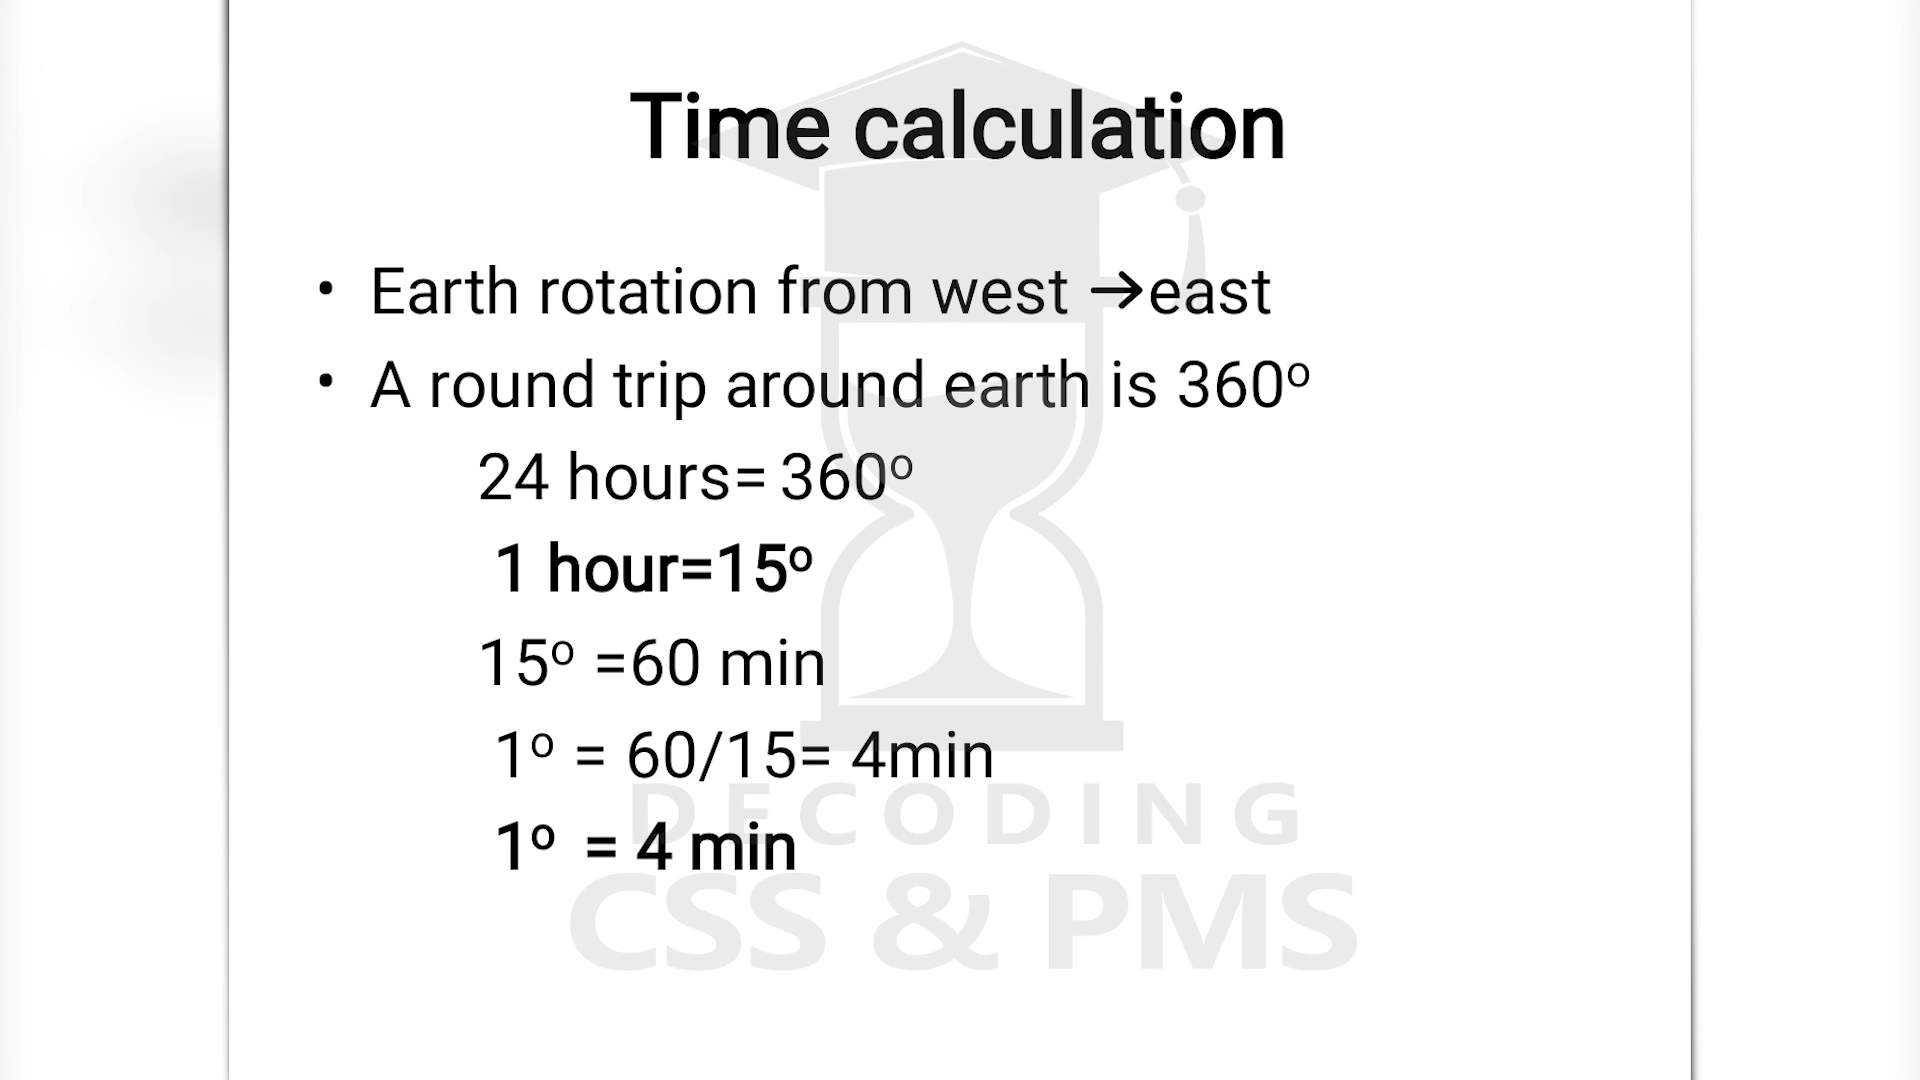 Time calculation
• Earth rotation from west →east
• A round trip around earth is 360º
24 hours= 360º
1 hour=15º
15º =60 min
1º = 60/15= 4min
1º = 4 min
DECODING
CSS & PMS